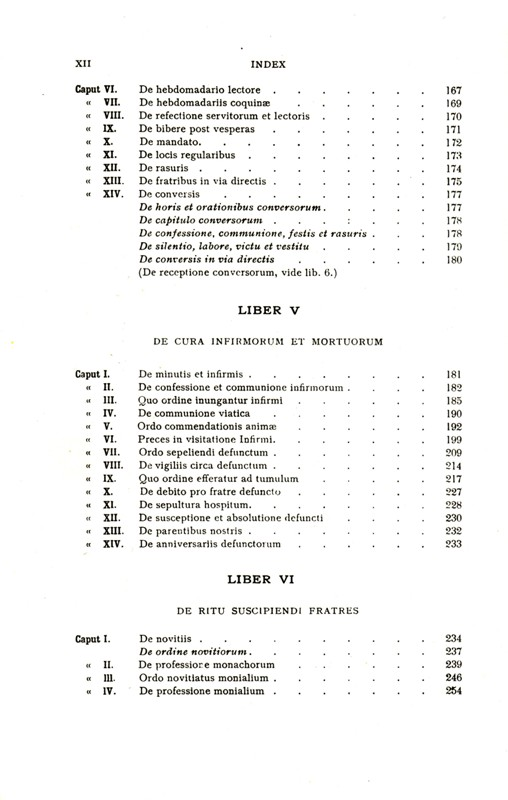 XII INDEX
Caput VI. De hebdomadario lectore . . . . . . . 167
« VII. De hebdomadariis coquinæ . . . . . . 169
« VIII. De refectione servitorum et lectoris . . . . . 170
« IX. De bibere post vesperas . . . . . . . 171
« X. De mandato. . . . . . . . . . 172
« XI. De locis regularibus . . . . . . . . 173
« XII. De rasuris . . . . . . . . . . 174
« XIII. De fratribus in via directis . . . . . . . 175
« XIV. De conversis . . . . . . . . . 177
De horis et orationibus conversorum . . . . . 177
De capitulo conversorum . . . . . . . 178
De confessione, communione, festis et rasuris . . . 178
De silentio, labore, victu et vestitu . . . . . 179
De conversis in via directis . . . . . . 180
(De receptione conversorum, vide lib. 6.)
LIBER V
DE CURA INFIRMORUM ET MORTUORUM
Caput I. De minutis et infirmis . . . . . . . . 181
« II. De confessione et communione infirmorum . . . . 182
« III. Quo ordine inungantur infirmi . . . . . . 185
« IV. De communione viatica . . . . . . . 190
« V. Ordo commendationis animæ . . . . . . 192
« VI. Preces in visitatione Infirmi. . . . . . . 199
« VII. Ordo sepeliendi defunctum . . . . . . . 209
« VIII. De vigiliis circa defunctum . . . . . . . 214
« IX. Quo ordine efferatur ad tumulum . . . . . 217
« X. De debito pro fratre defuncto . . . . . . 227
« XI. De sepultura hospitum. . . . . . . . 228
« XII. De susceptione et absolutione defuncti . . . . 230
« XIII. De parentibus nostris . . . . . . . . 232
« XIV. De anniversariis defunctorum . . . . . . 233
LIBER VI
DE RITU SUSCIPIENDI FRATRES
Caput I. De novitiis . . . . . . . . . . 234
De ordine novitiorum . . . . . . . . 237
« II. De professione monachorum . . . . . . 239
« III. Ordo novitiatus monialium . . . . . . . 246
« IV. De professione monialium . . . . . . . 254